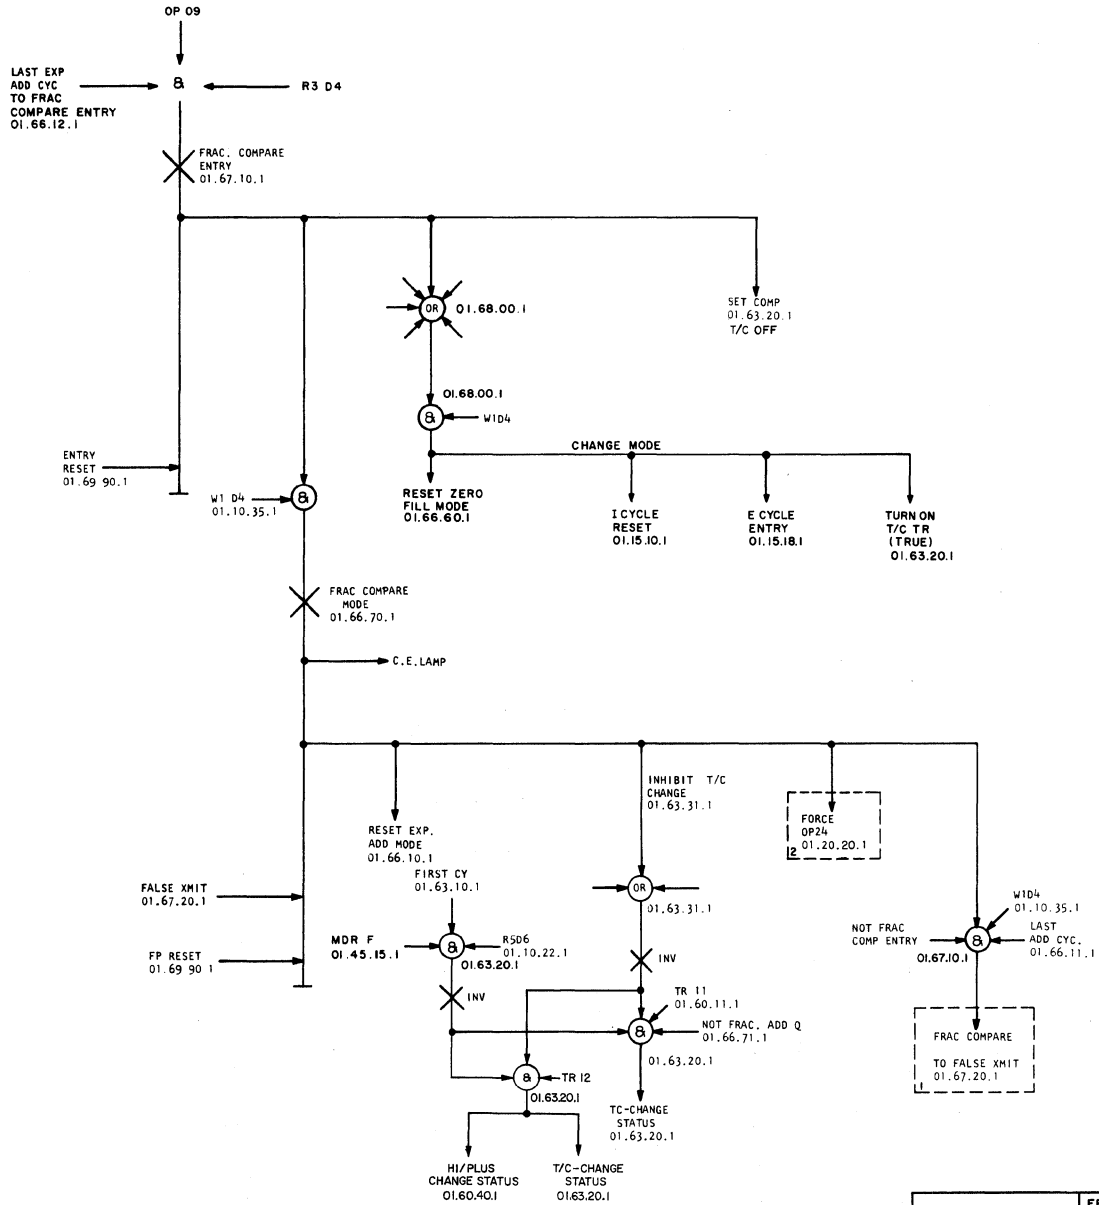 OP 09
LAST EXP
ADD CYC
TO FRAC
COMPARE ENTRY
01.66.12.1
&
R3 D4
FRAC. COMPARE
ENTRY
01.67.10.1
OR
01.68.00.1
SET COMP
01.63.20.1
T/C OFF
01.68.00.1
&
W1D4
ENTRY
RESET
01.69 90.1
W1 D4
01.10.35.1
&
CHANGE MODE
RESET ZERO
FILL MODE
01.66.60.1
I CYCLE
RESET
01.15.10.1
E CYCLE
ENTRY
01.15.18.1
TURN ON
T/C TR
(TRUE)
01.63.20.1
FRAC COMPARE
MODE
01.66.70.1
C.E.LAMP
INHIBIT T/C
CHANGE
01.63.31.1
FORCE
OP24
01.20.20.1
2
RESET EXP.
ADD MODE
01.66.10.1
FIRST CY
01.63.10.1
FALSE XMIT
01.67.20.1
OR
01.63.31.1
W1D4
01.10.35.1
NOT FRAC
COMP ENTRY
&
LAST
ADD CYC.
01.66.11.1
01.67.10.1
MDR F
01.45.15.1
&
R5D6
01.10.22.1
01.63.20.1
FP RESET
01.69 90 1
INV
INV
TR 11
01.60.11.1
&
NOT FRAC. ADD Q
01.66.71.1
01.63.20.1
FRAC COMPARE
TO FALSE XMIT
01.67.20.1
1
&
TR 12
01.63.20.1
TC-CHANGE
STATUS
01.63.20.1
HI/PLUS
CHANGE STATUS
01.60.40.1
T/C-CHANGE
STATUS
01.63.20.1